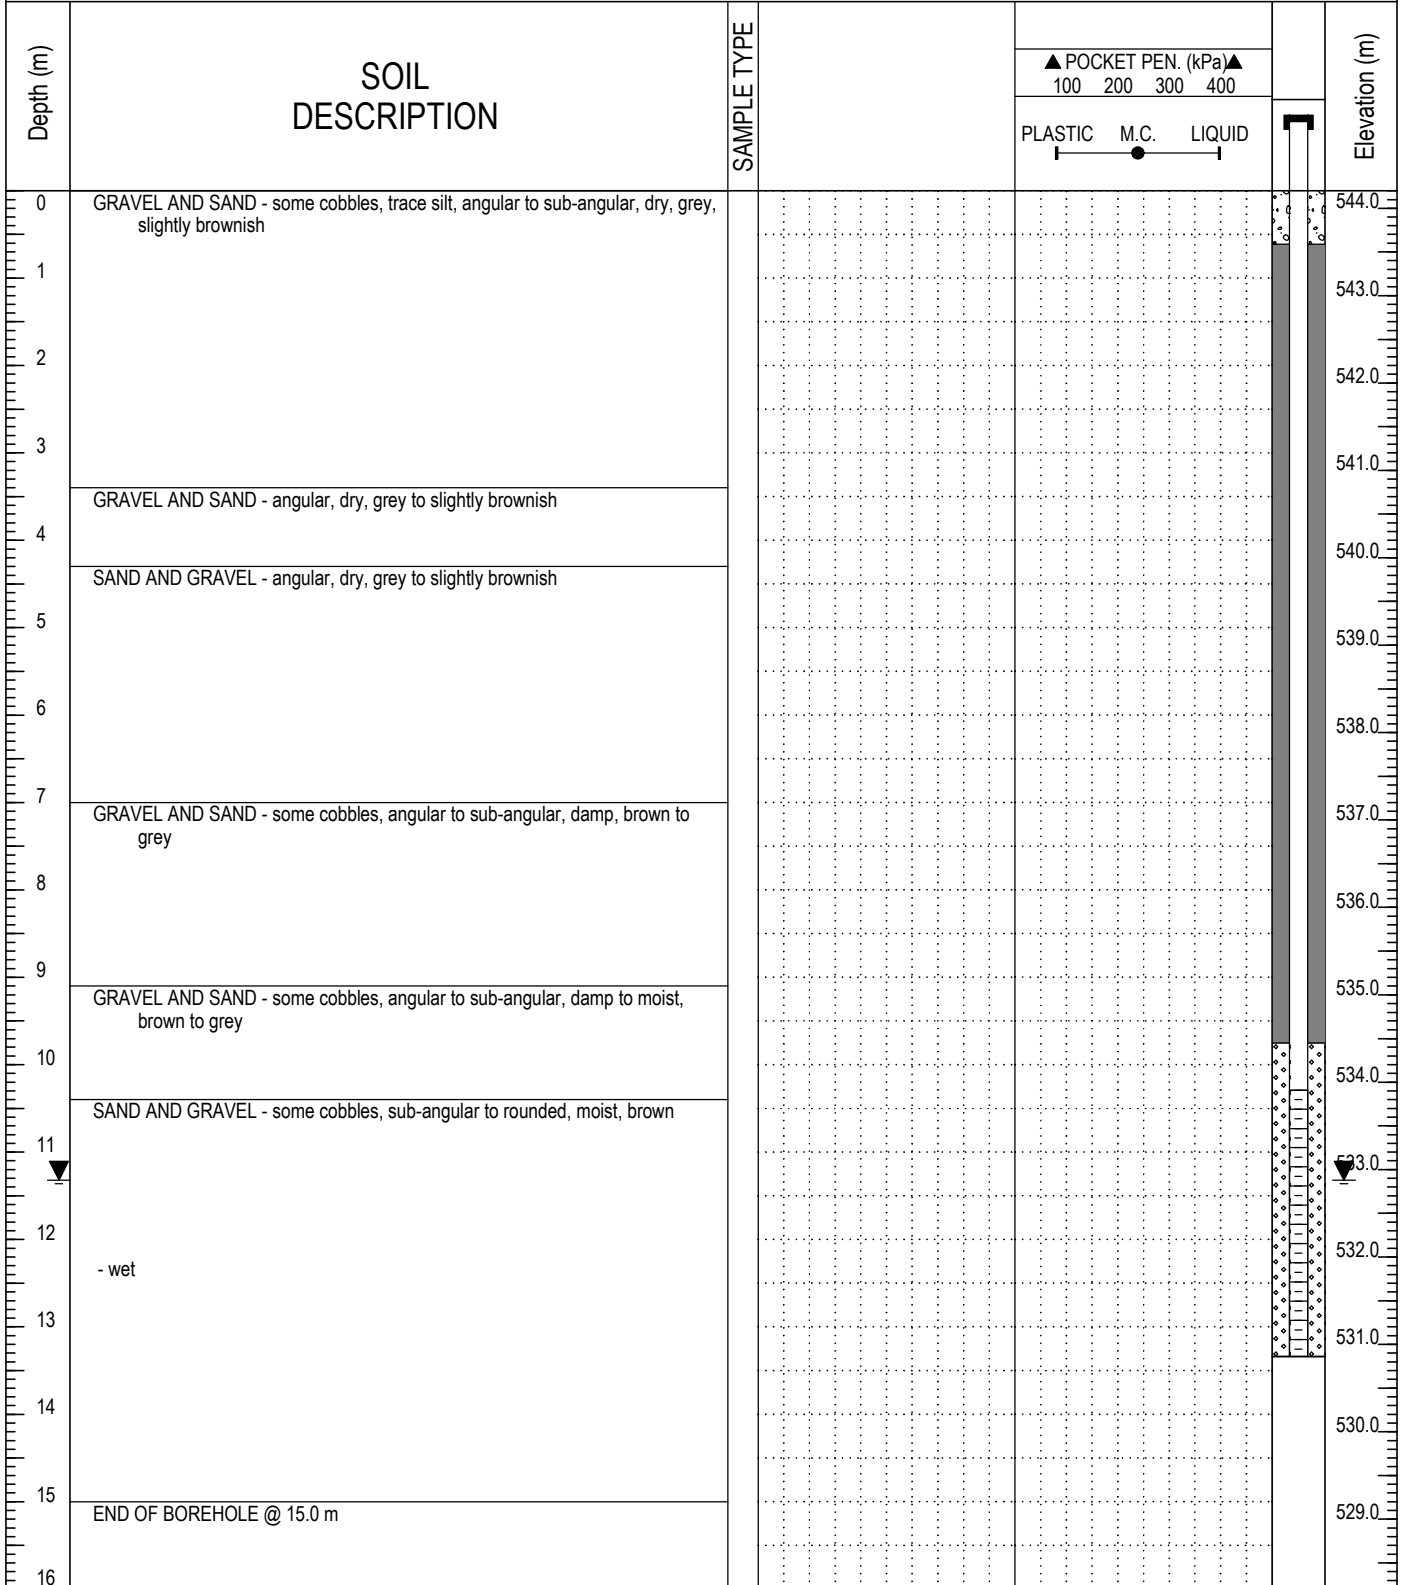 Depth (m)
SOIL
DESCRIPTION
SAMPLE TYPE
▲ POCKET PEN. (kPa)▲
100 200 300 400
PLASTIC M.C. LIQUID
Elevation (m)
0 GRAVEL AND SAND - some cobbles, trace silt, angular to sub-angular, dry, grey, 544.0
slightly brownish
1
543.0
2
542.0
3
541.0
GRAVEL AND SAND - angular, dry, grey to slightly brownish
4
540.0
SAND AND GRAVEL - angular, dry, grey to slightly brownish
5
539.0
6
538.0
7
GRAVEL AND SAND - some cobbles, angular to sub-angular, damp, brown to 537.0
grey
8
536.0
9
GRAVEL AND SAND - some cobbles, angular to sub-angular, damp to moist, 535.0
brown to grey
10
534.0
SAND AND GRAVEL - some cobbles, sub-angular to rounded, moist, brown
11
533.0
12
532.0
- wet
13
531.0
14
530.0
15
END OF BOREHOLE @ 15.0 m 529.0
16